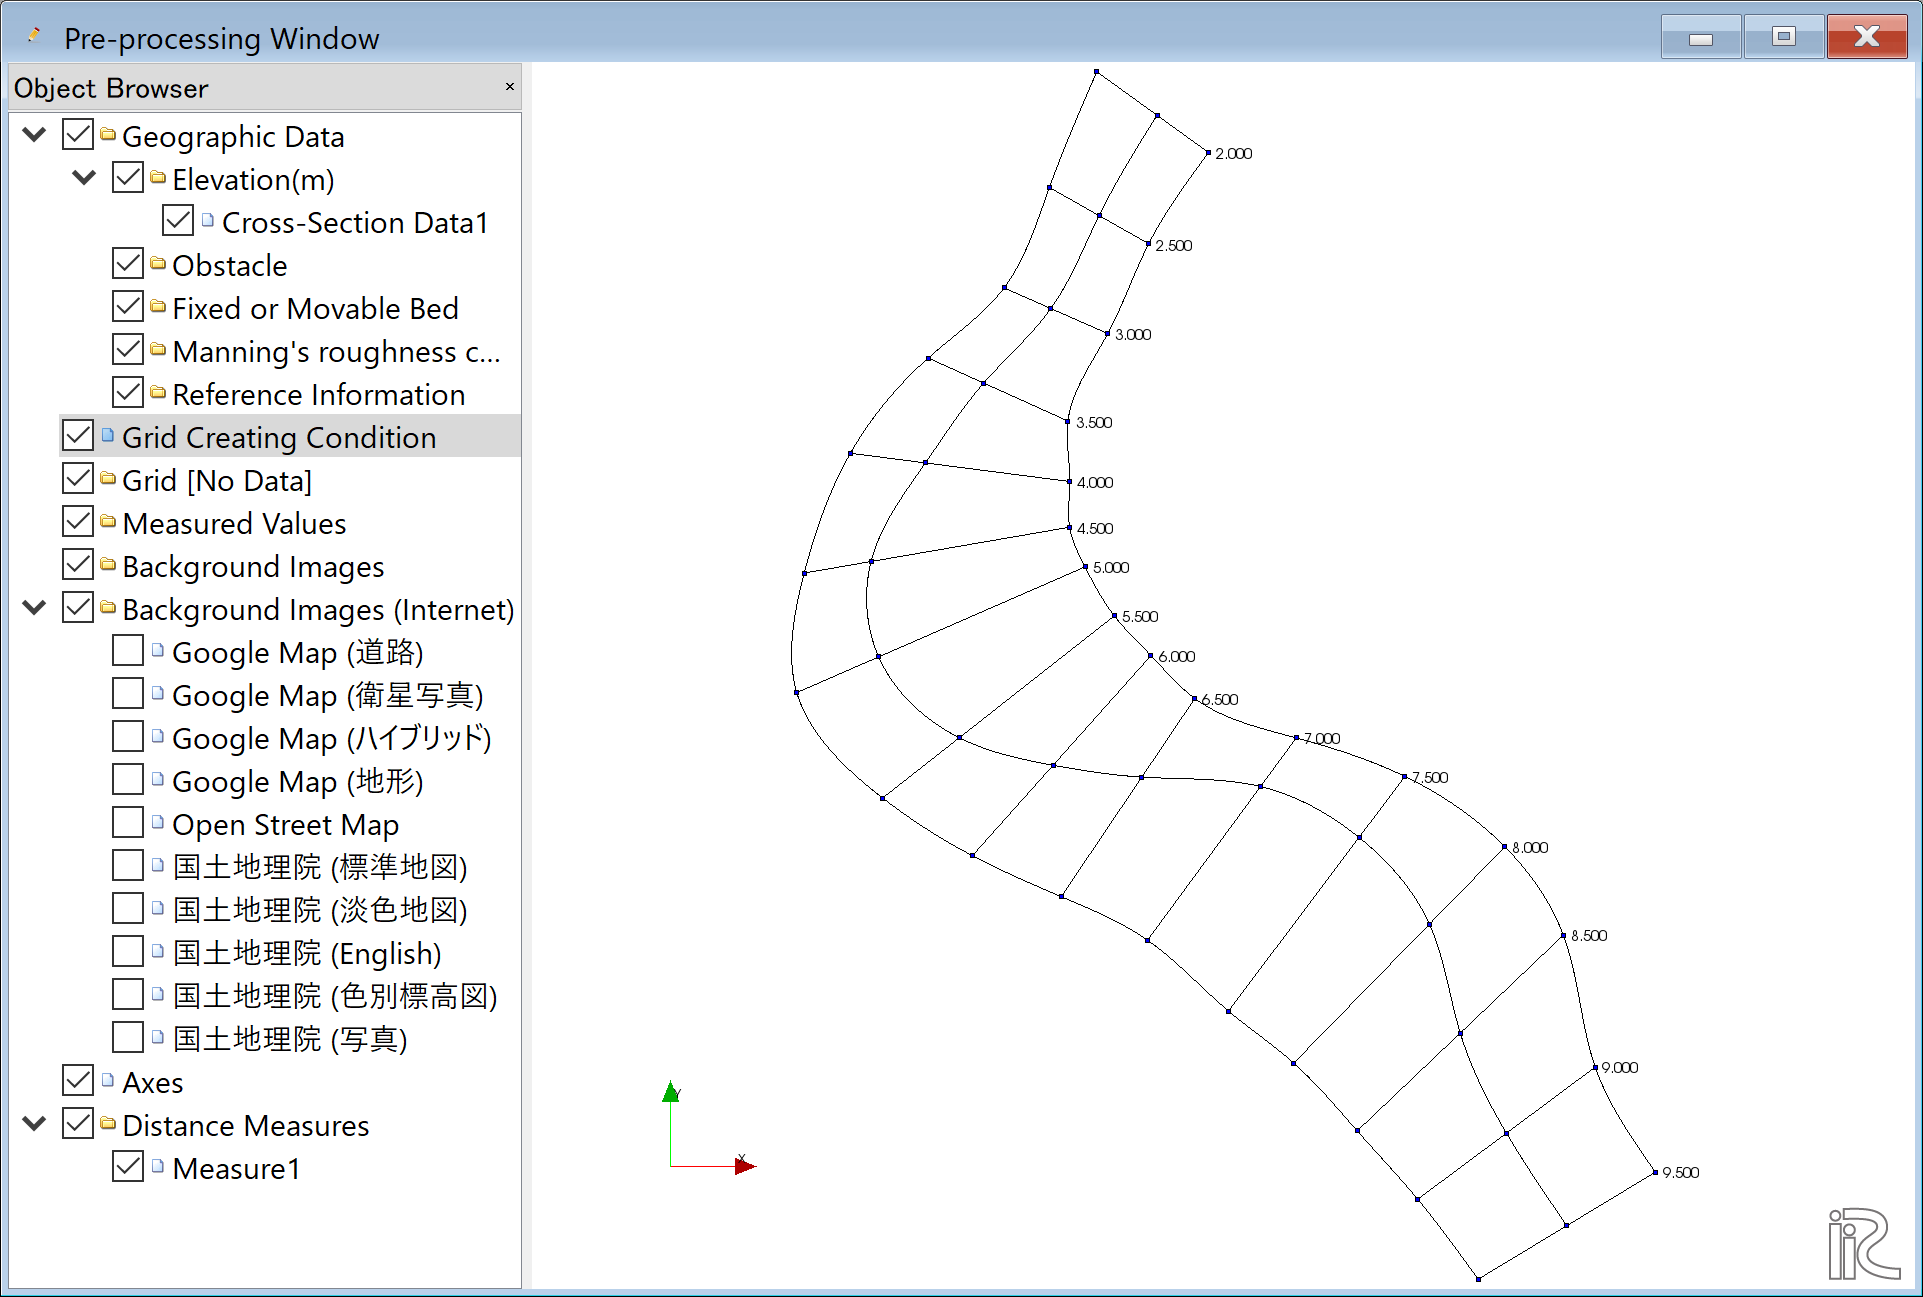 Pre-processing Window
Object Browser
Geographic Data
Elevation(m)
Cross-Section Data1
Obstacle
Fixed or Movable Bed
Manning's roughness c...
Reference Information
Grid Creating Condition
Grid [No Data]
Measured Values
Background Images
Background Images (Internet)
Google Map (道路)
Google Map (衛星写真)
Google Map (ハイブリッド)
Google Map (地形)
Open Street Map
国土地理院 (標準地図)
国土地理院 (淡色地図)
国土地理院 (English)
国土地理院 (色別標高図)
国土地理院 (写真)
Axes
Distance Measures
Measure1
2.000
2.500
3.000
3.500
4.000
4.500
5.000
5.500
6.000
6.500
7.000
7.500
8.000
8.500
9.000
9.500
Y
X
iRiC